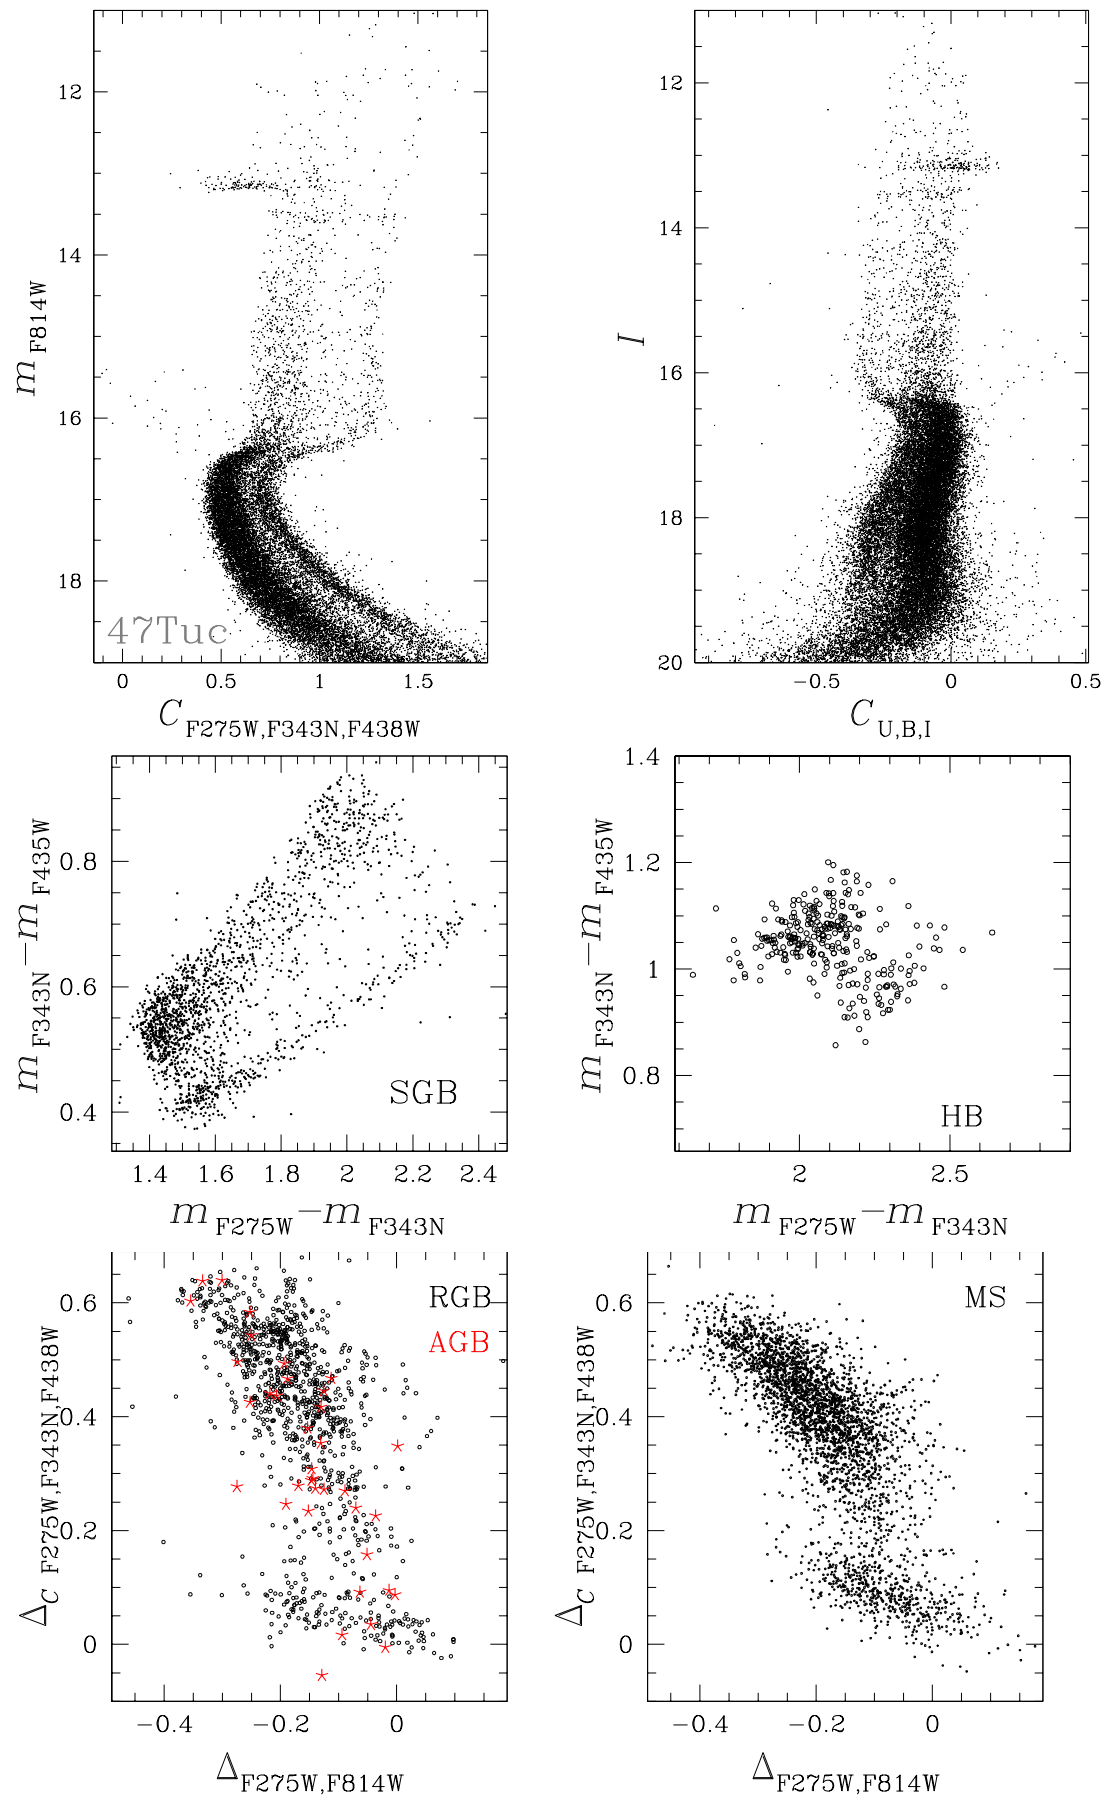 12
14
16
18
m F814W
47Tuc
0 0.5 1 1.5
C F275W,F343N,F438W
12
14
16
18
20
I
−0.5 0 0.5
C U,B,I
0.8
0.6
0.4
m F343N−m F435W
SGB
1.4 1.6 1.8 2 2.2 2.4
m F275W−m F343N
1.4
1.2
1
0.8
m F343N−m F435W
HB
2 2.5
m F275W−m F343N
0.6
0.4
0.2
0
Δ C F275W,F343N,F438W
RGB
AGB
−0.4 −0.2 0
Δ F275W,F814W
0.6
0.4
0.2
0
Δ C F275W,F343N,F438W
MS
−0.4 −0.2 0
Δ F275W,F814W